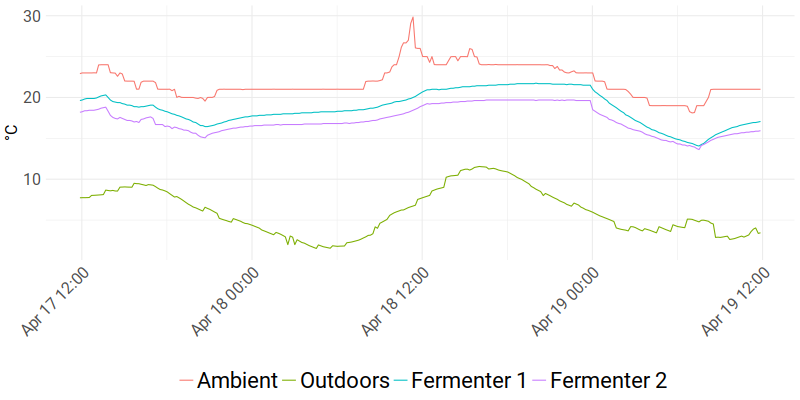 30
20
10
°C
Apr 17 12:00
Apr 18 00:00
Apr 18 12:00
Apr 19 00:00
Apr 19 12:00
Ambient Outdoors Fermenter 1 Fermenter 2